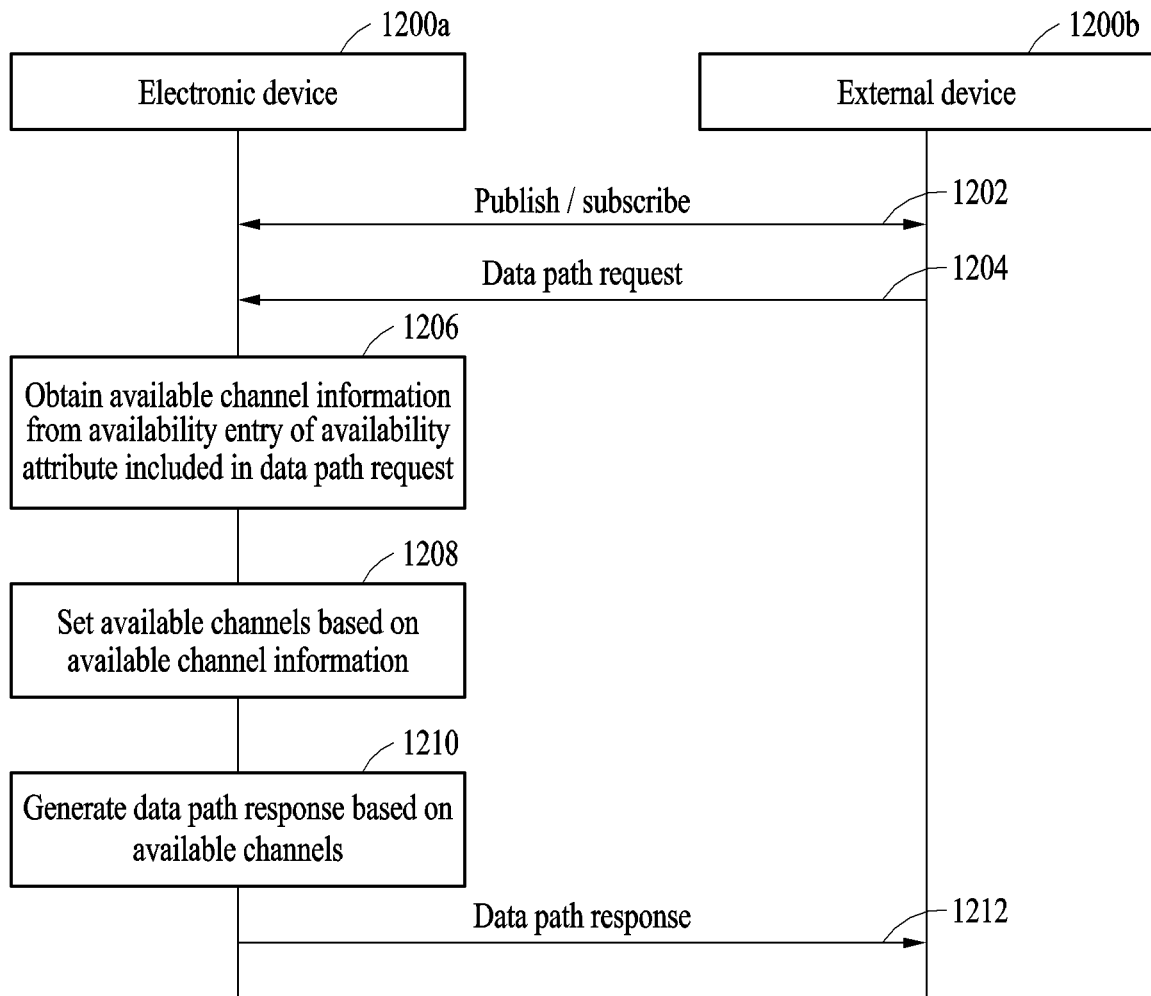 1200a
1200b
Electronic device
External device
Publish / subscribe
1202
Data path request
1204
1206
Obtain available channel information
from availability entry of availability
attribute included in data path request
1208
Set available channels based on
available channel information
1210
Generate data path response based on
available channels
Data path response
1212